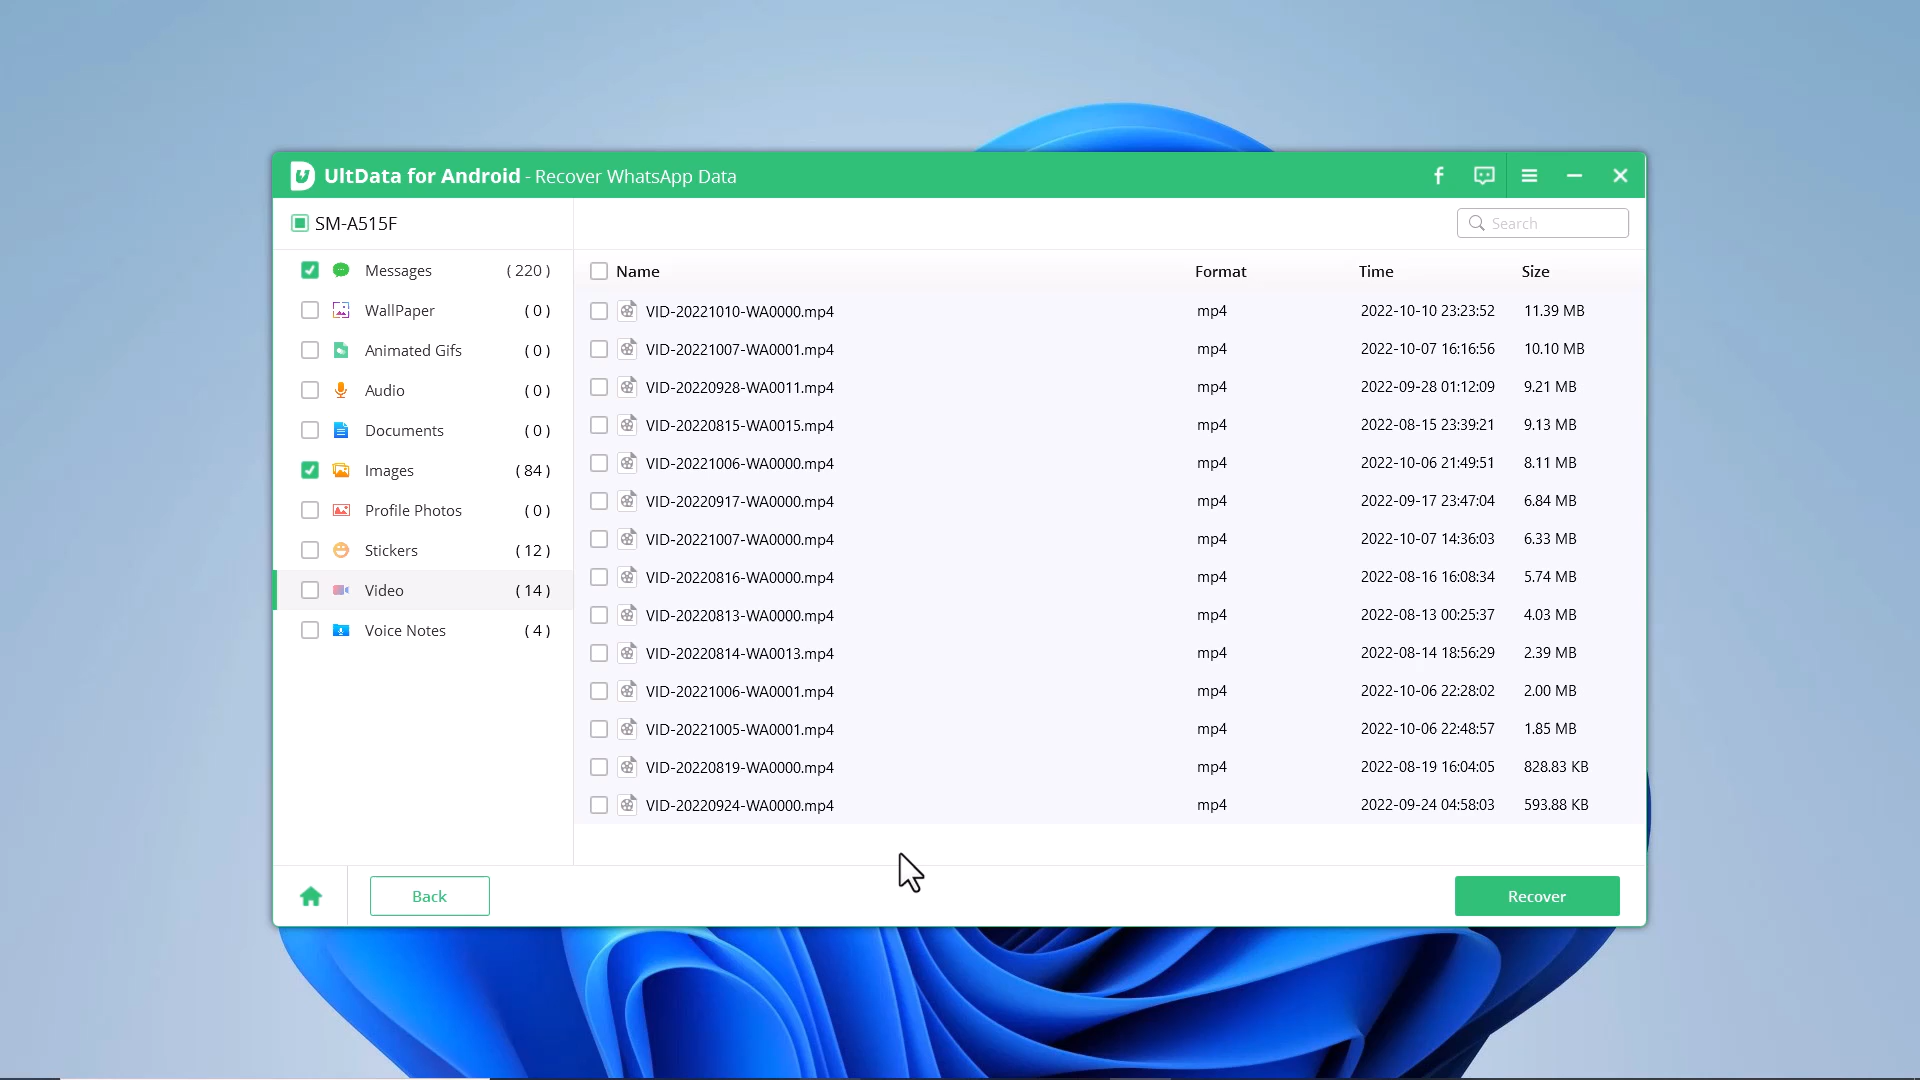 UltData for Android - Recover WhatsApp Data
f
SM-A515F
Search
Messages ( 220 )
WallPaper ( 0 )
Animated Gifs ( 0 )
Audio ( 0 )
Documents ( 0 )
Images ( 84 )
Profile Photos ( 0 )
Stickers ( 12 )
Video ( 14 )
Voice Notes ( 4 )
Name Format Time Size
VID-20221010-WA0000.mp4 mp4 2022-10-10 23:23:52 11.39 MB
VID-20221007-WA0001.mp4 mp4 2022-10-07 16:16:56 10.10 MB
VID-20220928-WA0011.mp4 mp4 2022-09-28 01:12:09 9.21 MB
VID-20220815-WA0015.mp4 mp4 2022-08-15 23:39:21 9.13 MB
VID-20221006-WA0000.mp4 mp4 2022-10-06 21:49:51 8.11 MB
VID-20220917-WA0000.mp4 mp4 2022-09-17 23:47:04 6.84 MB
VID-20221007-WA0000.mp4 mp4 2022-10-07 14:36:03 6.33 MB
VID-20220816-WA0000.mp4 mp4 2022-08-16 16:08:34 5.74 MB
VID-20220813-WA0000.mp4 mp4 2022-08-13 00:25:37 4.03 MB
VID-20220814-WA0013.mp4 mp4 2022-08-14 18:56:29 2.39 MB
VID-20221006-WA0001.mp4 mp4 2022-10-06 22:28:02 2.00 MB
VID-20221005-WA0001.mp4 mp4 2022-10-06 22:48:57 1.85 MB
VID-20220819-WA0000.mp4 mp4 2022-08-19 16:04:05 828.83 KB
VID-20220924-WA0000.mp4 mp4 2022-09-24 04:58:03 593.88 KB
Back
Recover